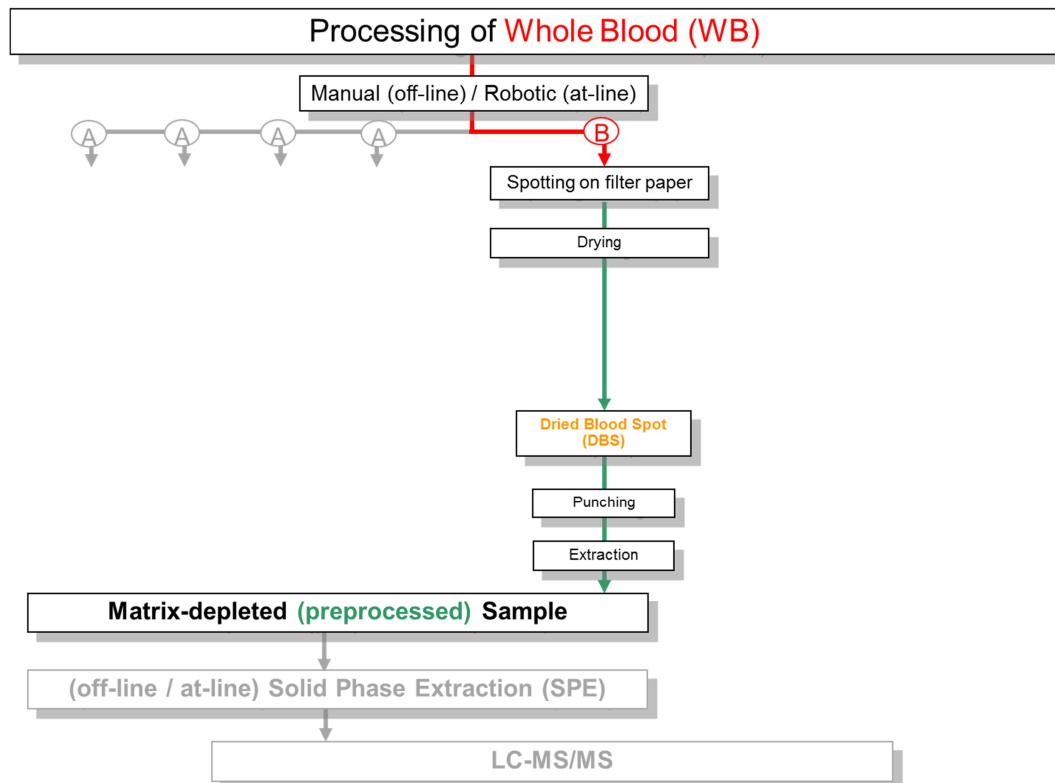 Processing of Whole Blood (WB)
Manual (off-line) / Robotic (at-line)
A A A A B
Spotting on filter paper
Drying
Dried Blood Spot
(DBS)
Punching
Extraction
Matrix-depleted (preprocessed) Sample
(off-line / at-line) Solid Phase Extraction (SPE)
LC-MS/MS